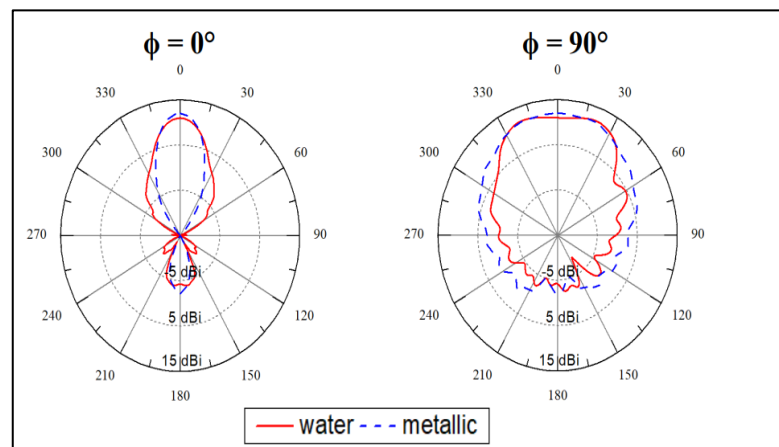 ϕ = 0° ϕ = 90°
0 0
330 30 330 30
300 60 300 60
270 90 270 90
-5 dBi -5 dBi
240 120 240 120
5 dBi 5 dBi
15 dBi 15 dBi
210 150 210 150
180 180
water metallic